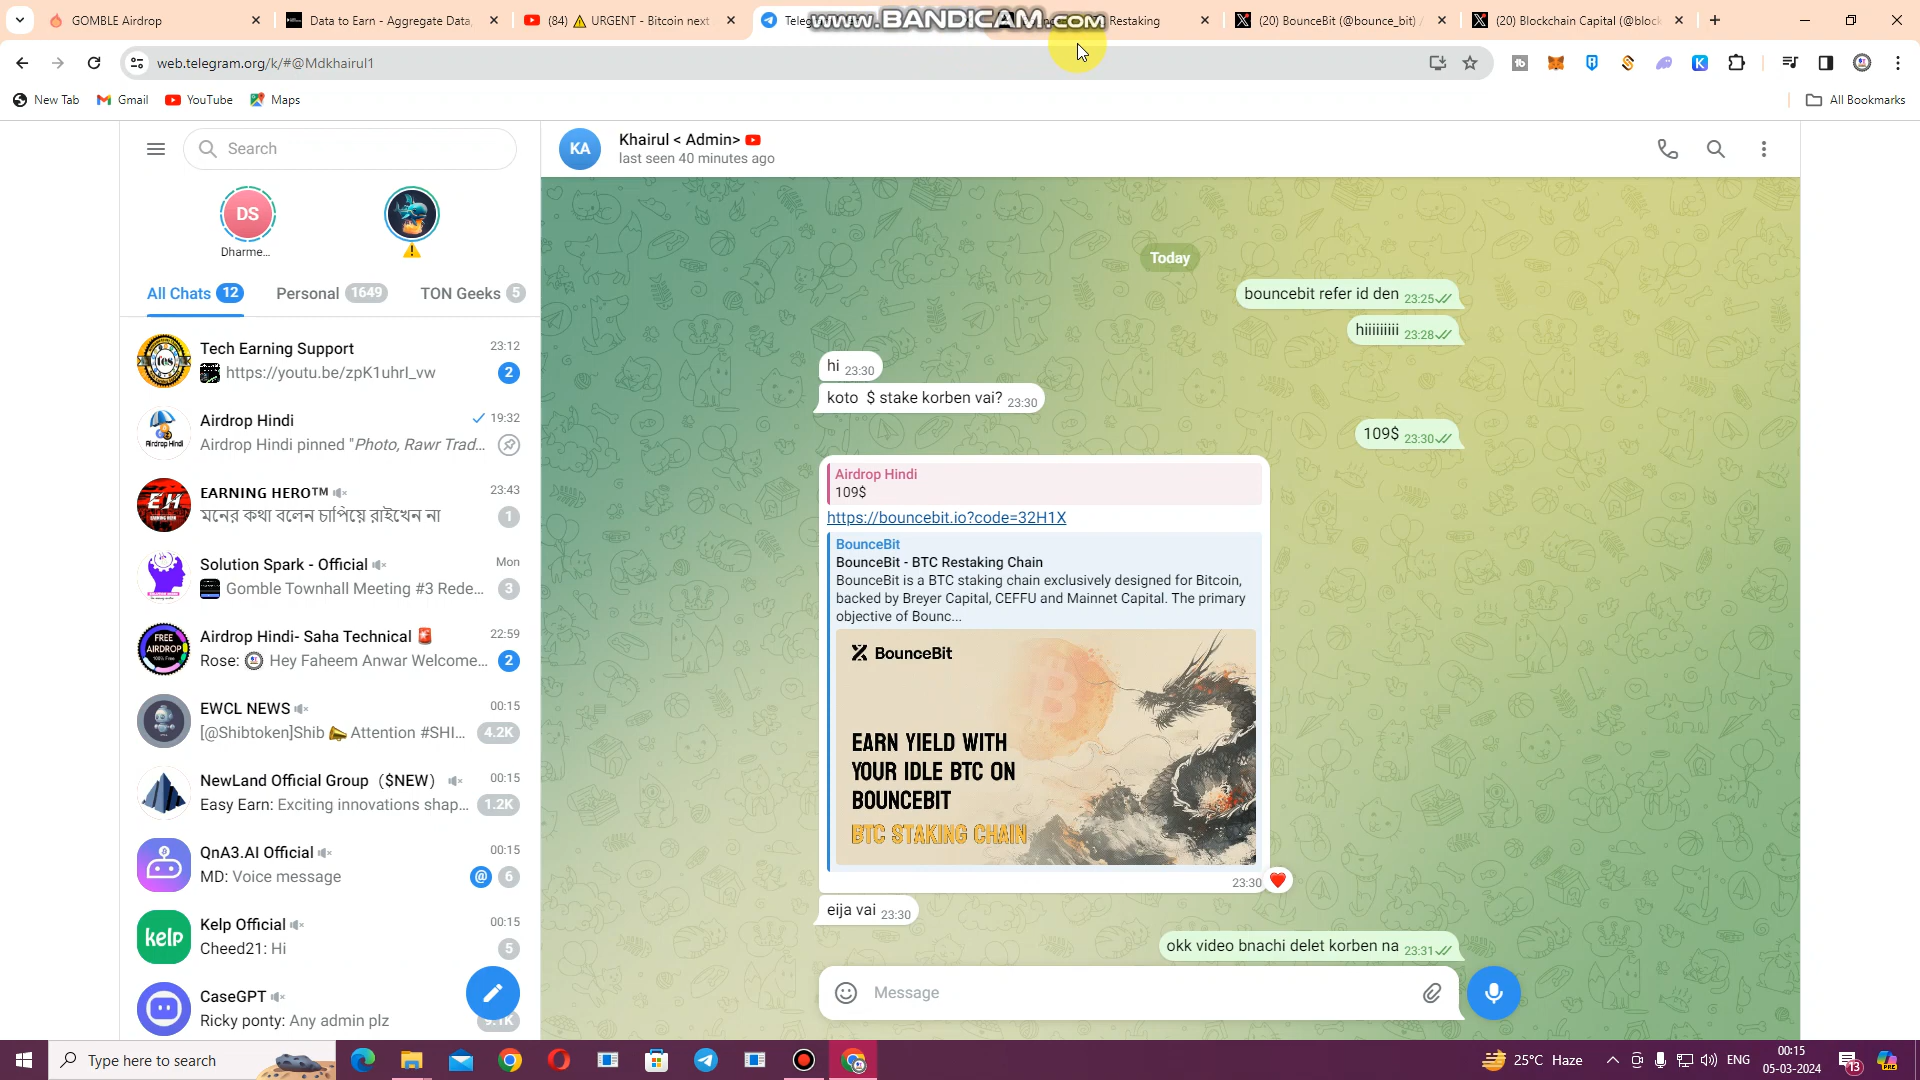 GOMBLE Airdrop
Data to Earn - Aggregate Data,
(84) ⚠ URGENT - Bitcoin next
www.BANDICAM.com
Restaking
(20) BounceBit (@bounce_bit) /
(20) Blockchain Capital (@block
web.telegram.org/k/#@Mdkhairul1
New Tab
Gmail
YouTube
Maps
All Bookmarks
Search
DS
Dharme...
All Chats 12
Personal 1649
TON Geeks 5
Tech Earning Support 23:12
https://youtu.be/zpK1uhrI_vw 2
Airdrop Hindi 19:32
Airdrop Hindi pinned "Photo, Rawr Trad...
EARNING HERO™ 23:43
মনের কথা বলেন চাপিয়ে রাইখেন না 1
Solution Spark - Official Mon
Gomble Townhall Meeting #3 Rede... 3
Airdrop Hindi- Saha Technical 🚨 22:59
Rose: Hey Faheem Anwar Welcome... 2
EWCL NEWS 00:15
[@Shibtoken]Shib 📣 Attention #SHI... 4.2K
NewLand Official Group（$NEW） 00:15
Easy Earn: Exciting innovations shap... 1.2K
QnA3.AI Official 00:15
MD: Voice message @ 6
kelp
Kelp Official 00:15
Cheed21: Hi 5
CaseGPT
Ricky ponty: Any admin plz
KA
Khairul < Admin>
last seen 40 minutes ago
Today
bouncebit refer id den 23:25
hiiiiiiiii 23:28
hi 23:30
koto $ stake korben vai? 23:30
109$ 23:30
Airdrop Hindi
109$
https://bouncebit.io?code=32H1X
BounceBit
BounceBit - BTC Restaking Chain
BounceBit is a BTC staking chain exclusively designed for Bitcoin,
backed by Breyer Capital, CEFFU and Mainnet Capital. The primary
objective of Bounc...
BounceBit
EARN YIELD WITH
YOUR IDLE BTC ON
BOUNCEBIT
BTC STAKING CHAIN
23:30 ❤
eija vai 23:30
okk video bnachi delet korben na 23:31
Message
Type here to search
25°C Haze
ENG
00:15
05-03-2024
13